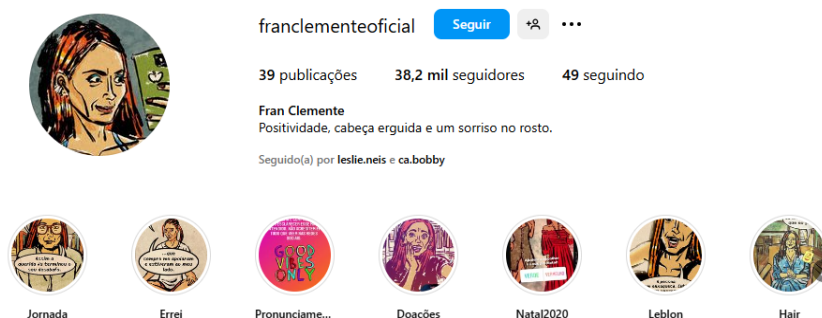 franclementeoficial Seguir
39 publicações 38,2 mil seguidores 49 seguindo
Fran Clemente
Positividade, cabeça erguida e um sorriso no rosto.
Seguido(a) por leslie.neis e ca.bobby
GOOD
VIBES
ONLY
Jornada Errei Pronunciame... Doações Natal2020 Leblon Hair